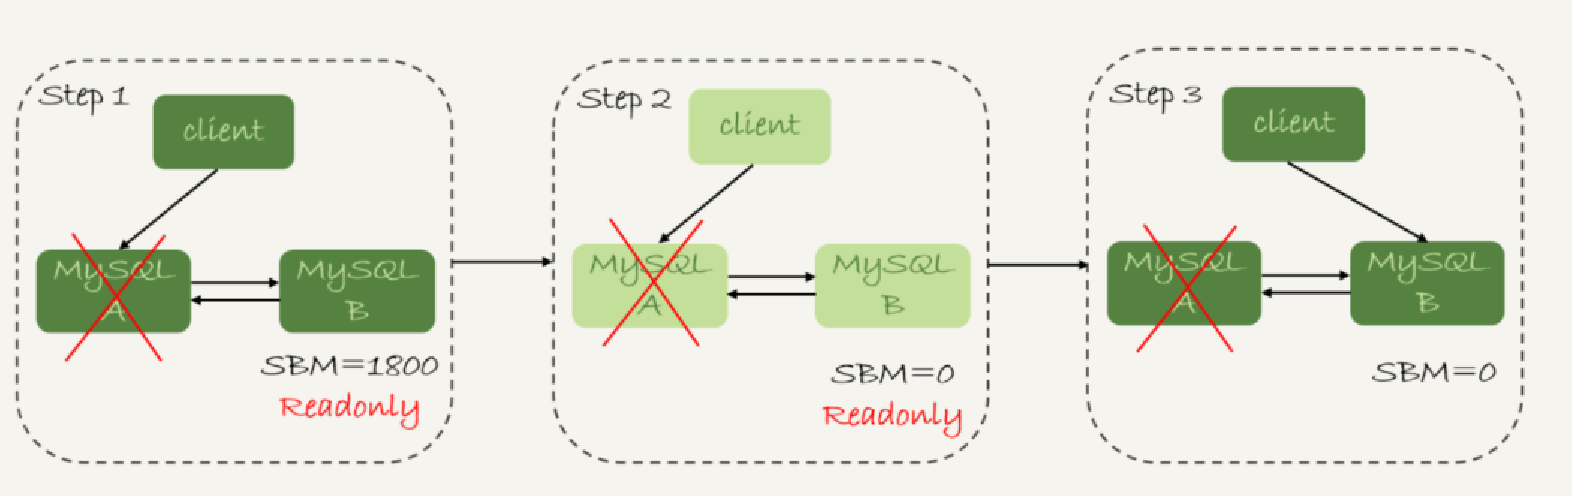 Step 1
client
MySQL
A
MySQL
B
SBM=1800
Readonly
Step 2
client
MySQL
A
MySQL
B
SBM=0
Readonly
Step 3
client
MySQL
A
MySQL
B
SBM=0